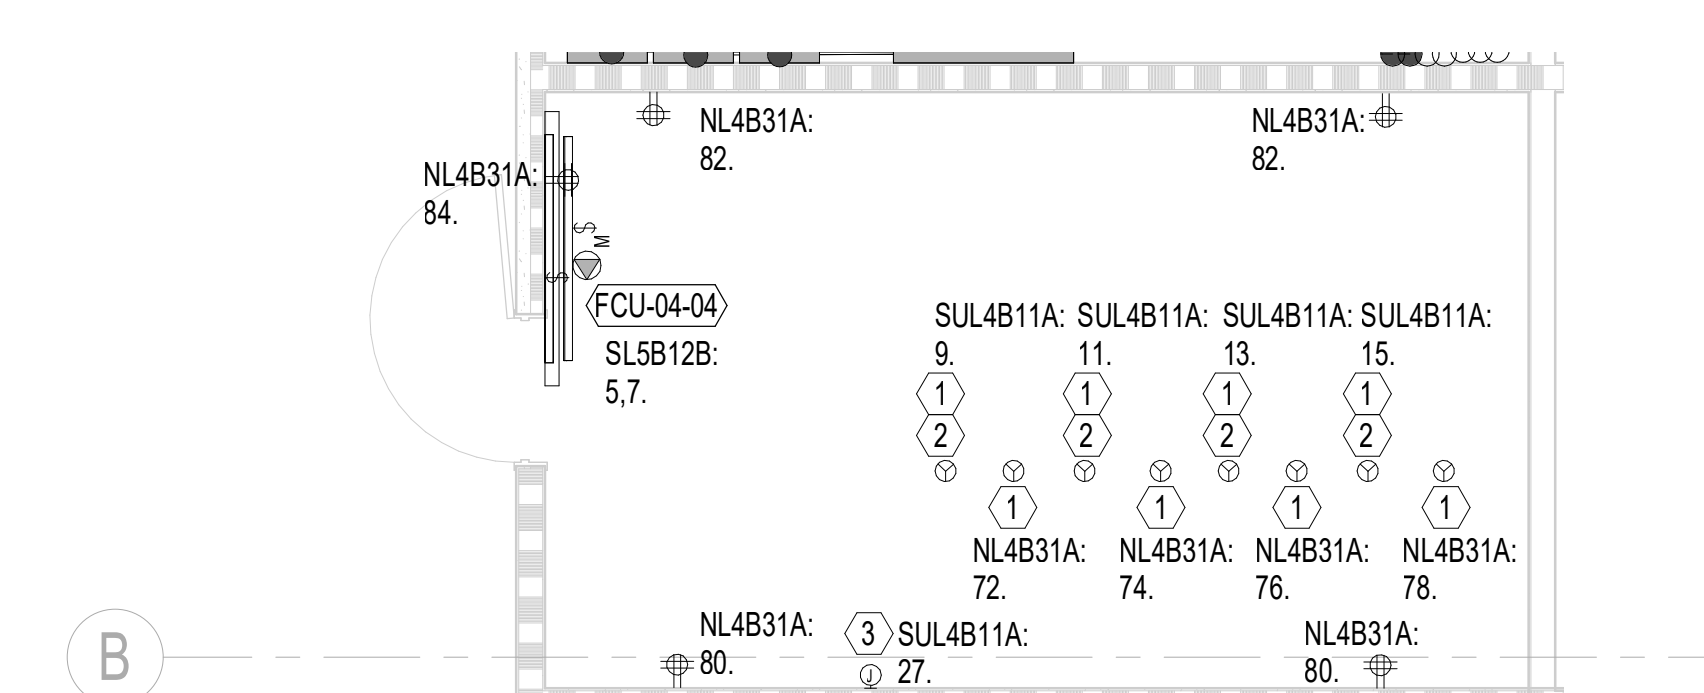 NL4B31A:
82.
NL4B31A:
82.
NL4B31A:
84.
$
M
$
FCU-04-04
SL5B12B:
5,7.
SUL4B11A:
9.
SUL4B11A:
11.
SUL4B11A:
13.
SUL4B11A:
15.
1
2
1
2
1
2
1
2
1
1
1
1
NL4B31A:
72.
NL4B31A:
74.
NL4B31A:
76.
NL4B31A:
78.
NL4B31A:
80.
3
SUL4B11A:
27.
J
NL4B31A:
80.
B